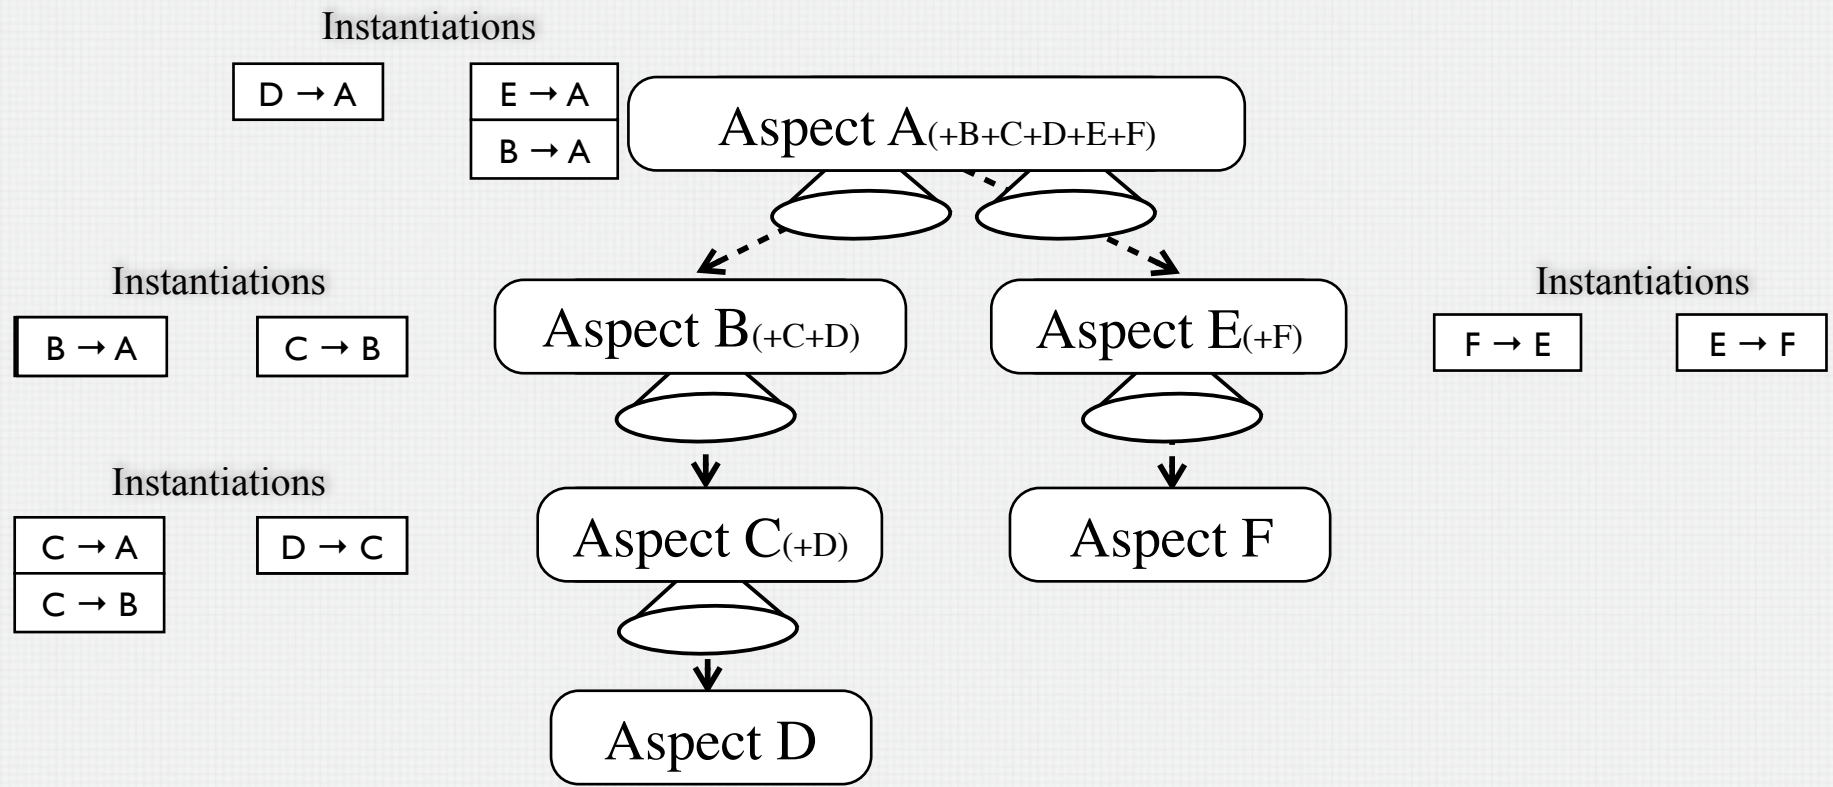 Instantiations
D → A
E → A
B → A
Aspect A(+B+C+D+E+F)
Instantiations
B → A
C → B
Aspect B(+C+D)
Aspect E(+F)
Instantiations
F → E
E → F
Instantiations
C → A
C → B
D → C
Aspect C(+D)
Aspect F
Aspect D